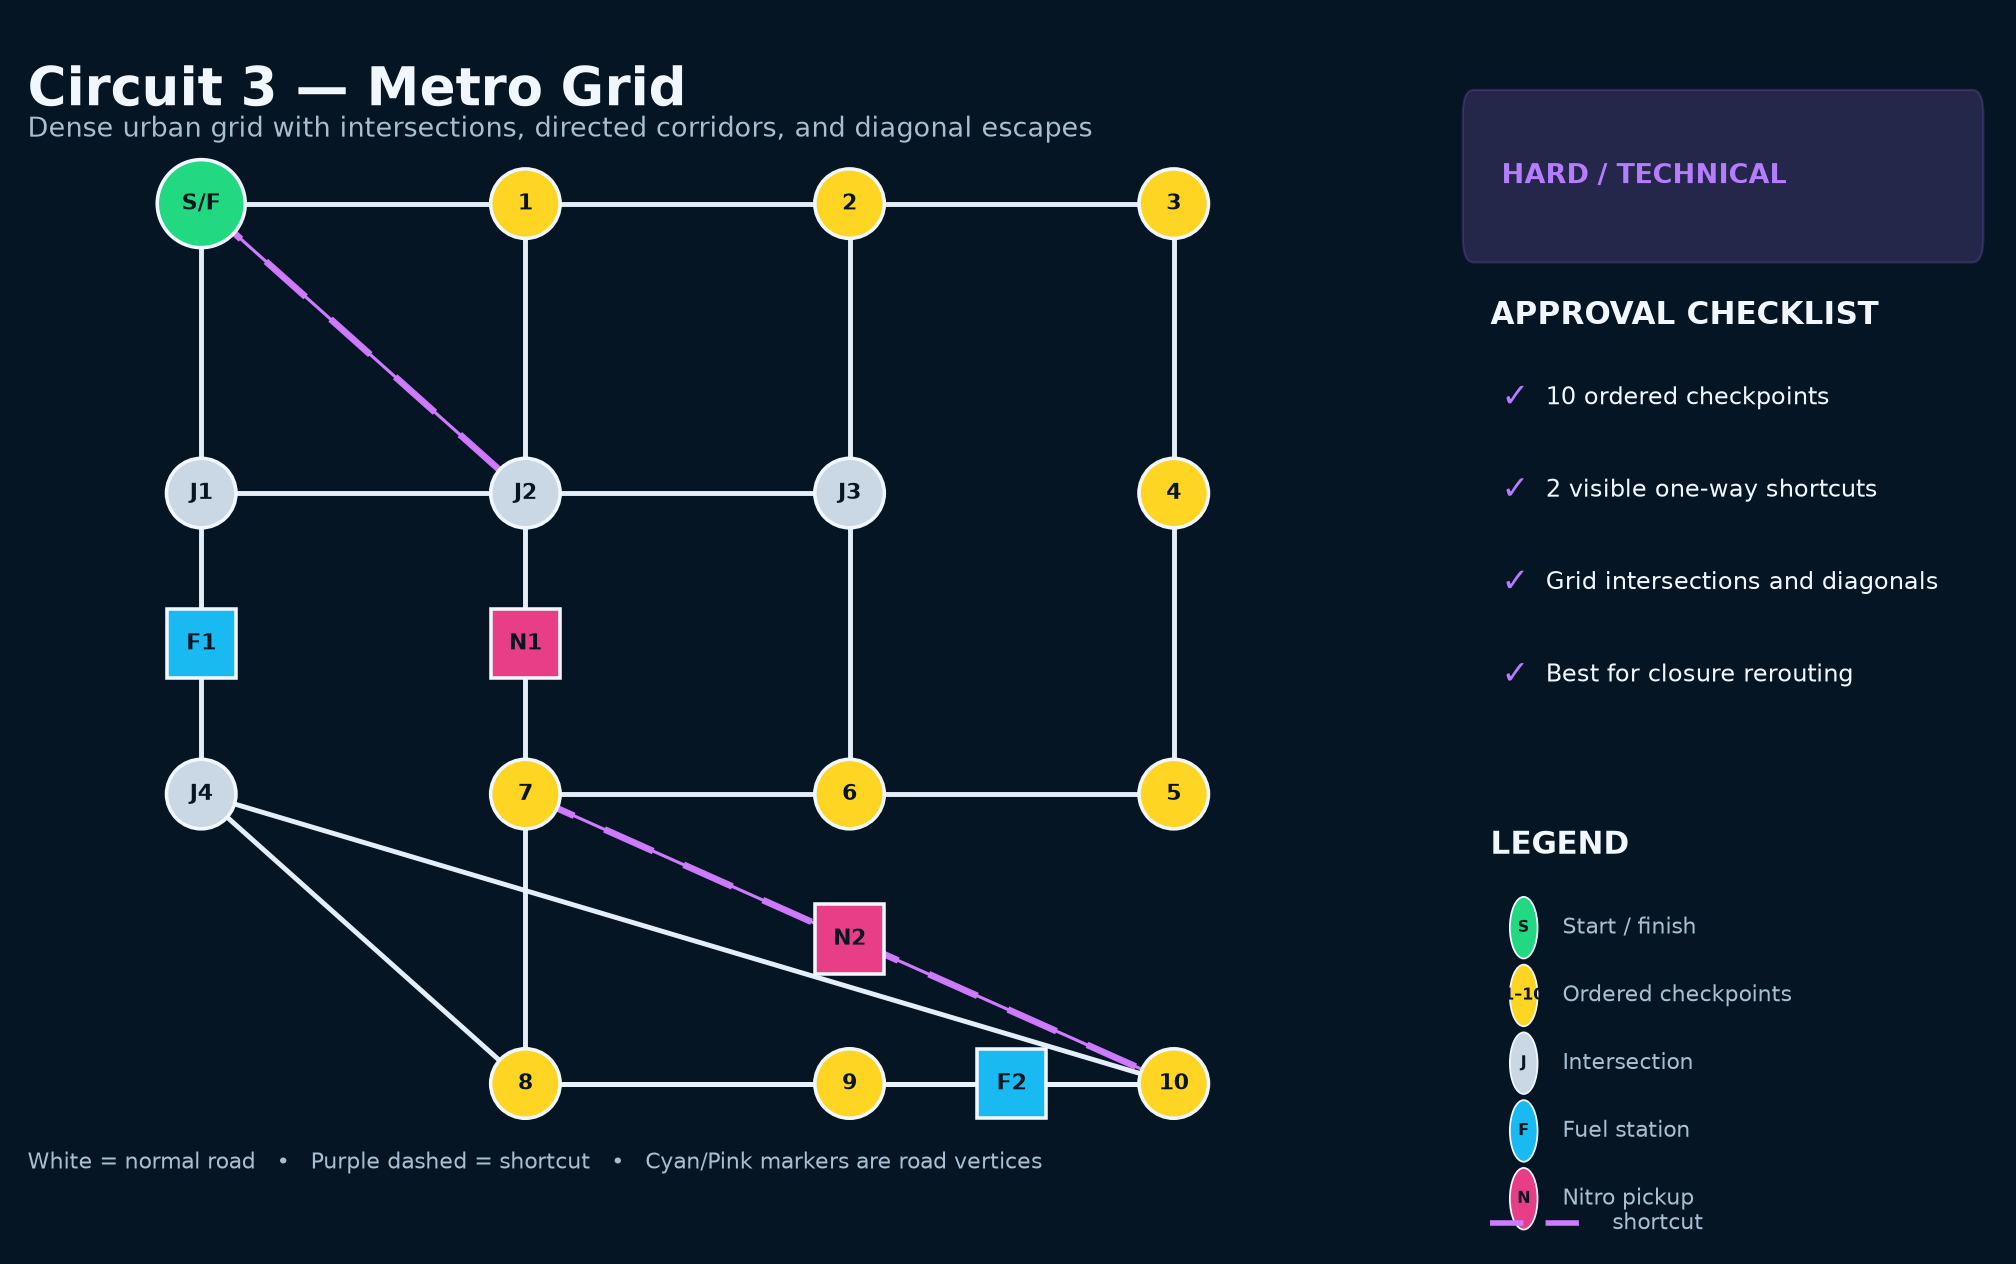 Circuit 3 — Metro Grid
Dense urban grid with intersections, directed corridors, and diagonal escapes
S/F
1
2
3
J1
J2
J3
4
F1
N1
J4
7
6
5
N2
8
9
F2
10
White = normal road • Purple dashed = shortcut • Cyan/Pink markers are road vertices
HARD / TECHNICAL
APPROVAL CHECKLIST
✓ 10 ordered checkpoints
✓ 2 visible one-way shortcuts
✓ Grid intersections and diagonals
✓ Best for closure rerouting
LEGEND
S Start / finish
1–10 Ordered checkpoints
J Intersection
F Fuel station
N Nitro pickup
shortcut